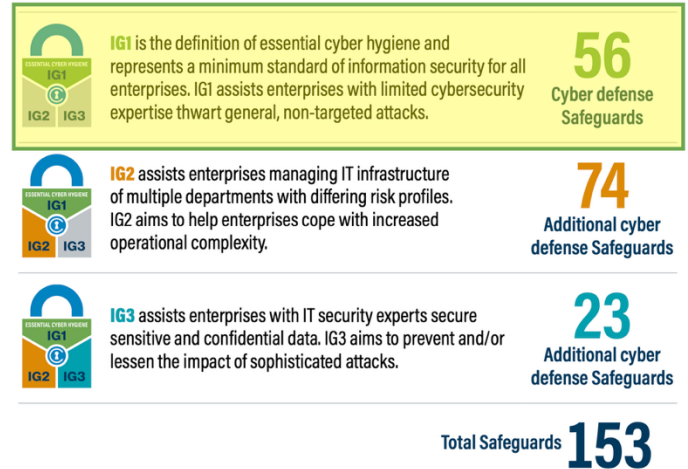 IG1 is the definition of essential cyber hygiene and
represents a minimum standard of information security for all
enterprises. IG1 assists enterprises with limited cybersecurity
expertise thwart general, non-targeted attacks.
ESSENTIAL CYBER HYGIENE
IG1
IG2 IG3
56
Cyber defense
Safeguards
IG2 assists enterprises managing IT infrastructure
of multiple departments with differing risk profiles.
IG2 aims to help enterprises cope with increased
operational complexity.
ESSENTIAL CYBER HYGIENE
IG1
IG2 IG3
74
Additional cyber
defense Safeguards
IG3 assists enterprises with IT security experts secure
sensitive and confidential data. IG3 aims to prevent and/or
lessen the impact of sophisticated attacks.
ESSENTIAL CYBER HYGIENE
IG1
IG2 IG3
23
Additional cyber
defense Safeguards
Total Safeguards 153